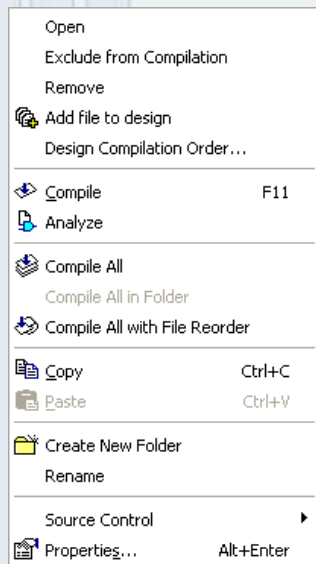 Open
Exclude from Compilation
Remove
Add file to design
Design Compilation Order...
Compile F11
Analyze
Compile All
Compile All in Folder
Compile All with File Reorder
Copy Ctrl+C
Paste Ctrl+V
Create New Folder
Rename
Source Control
Properties... Alt+Enter